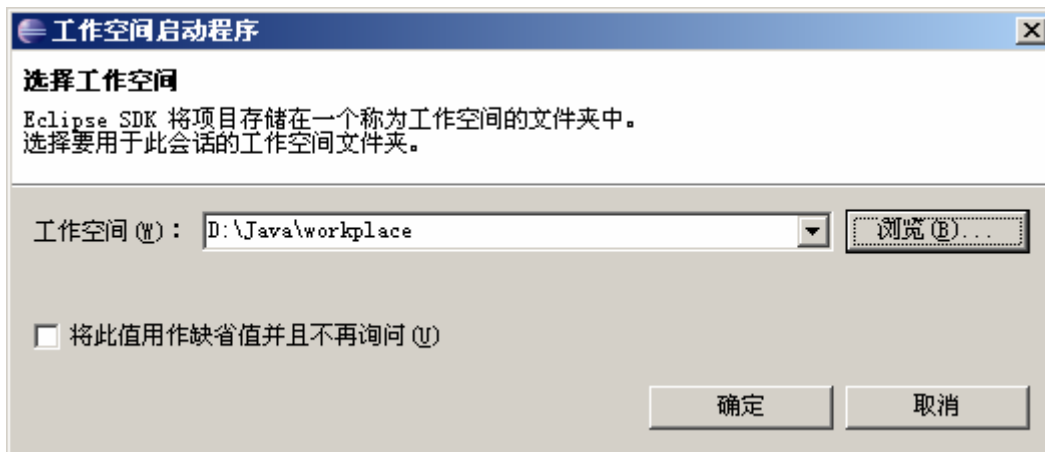 工作空间启动程序
选择工作空间
Eclipse SDK 将项目存储在一个称为工作空间的文件夹中。
选择要用于此会话的工作空间文件夹。
工作空间(W)： D:\Java\workplace 浏览(B)...
将此值用作缺省值并且不再询问(U)
确定 取消